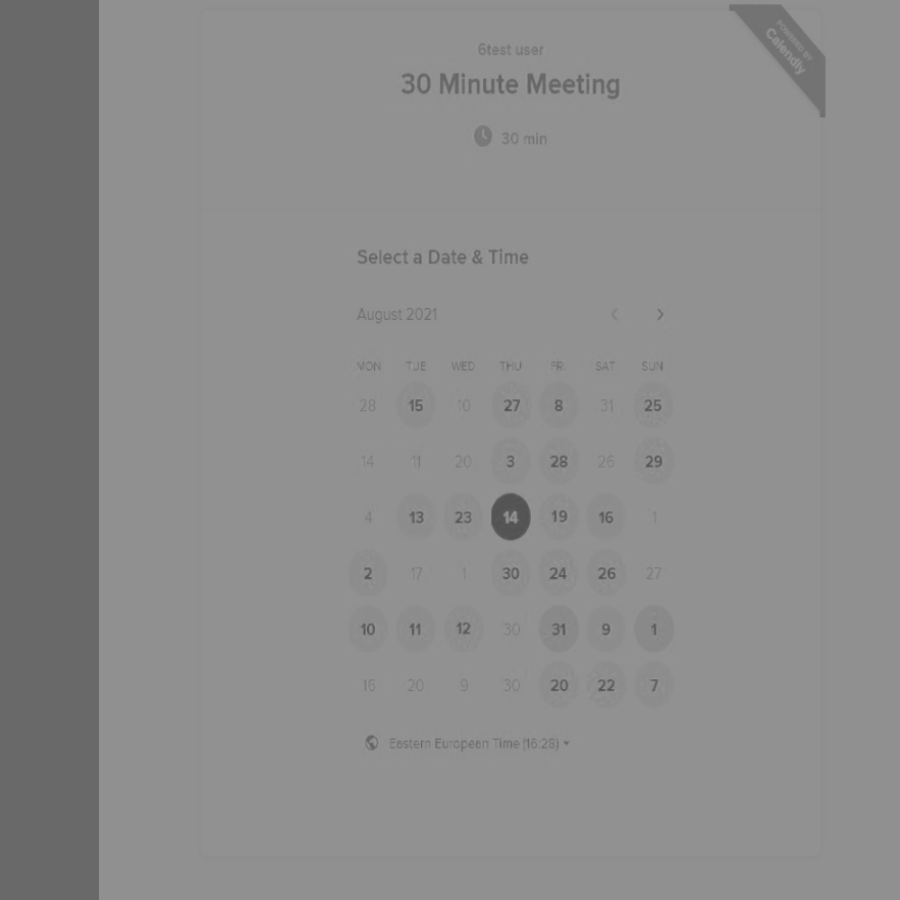 6test user
POWERED BY
Calendly
30 Minute Meeting
30 min
Select a Date & Time
August 2021
MON TUE WED THU FRI SAT SUN
28 15 10 27 8 31 25
14 11 20 3 28 26 29
4 13 23 14 19 16 1
2 17 1 30 24 26 27
10 11 12 30 31 9 1
16 20 9 30 20 22 7
Eastern European Time (16:28)